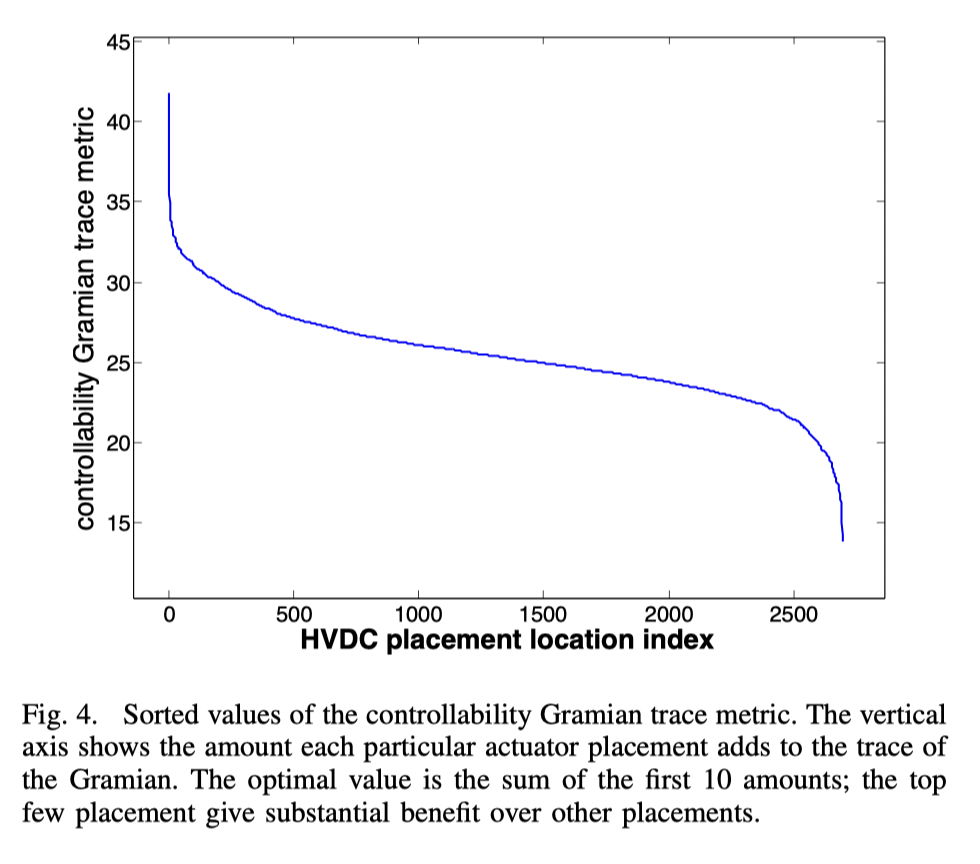 45
40
35
30
25
20
15
controllability Gramian trace metric
0 500 1000 1500 2000 2500
HVDC placement location index
Fig. 4. Sorted values of the controllability Gramian trace metric. The vertical
axis shows the amount each particular actuator placement adds to the trace of
the Gramian. The optimal value is the sum of the first 10 amounts; the top
few placement give substantial benefit over other placements.